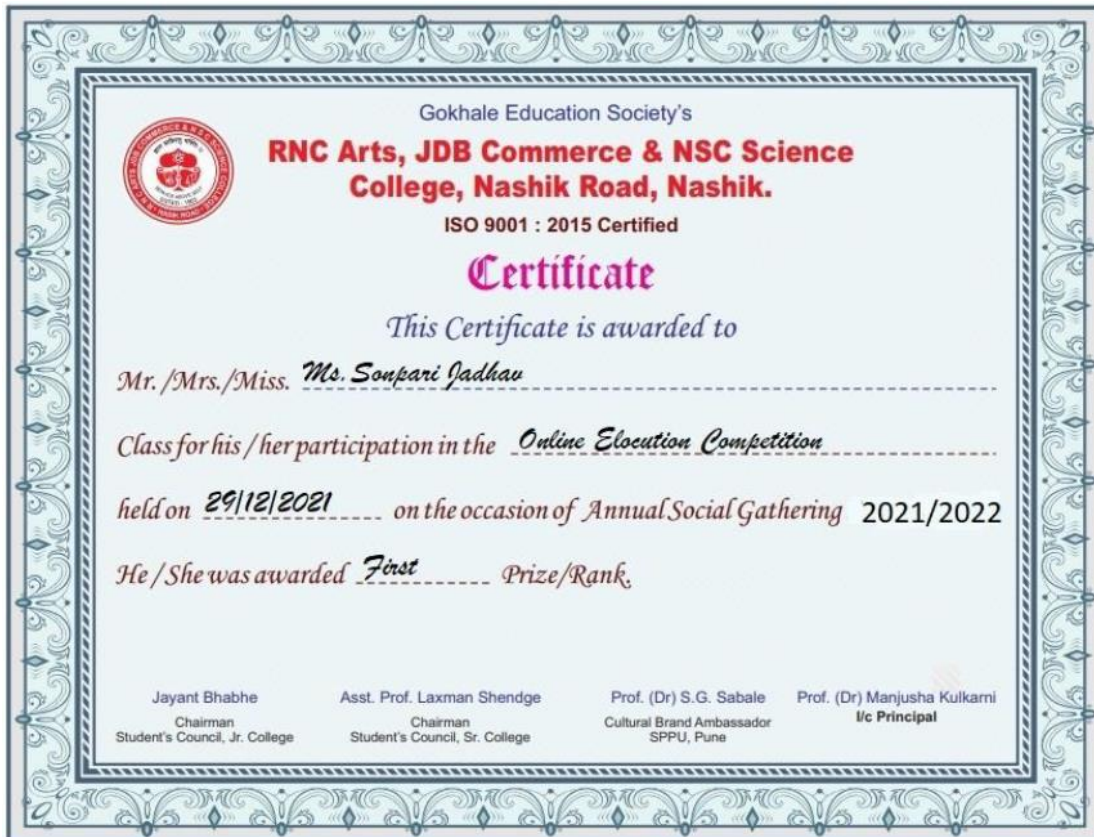 Gokhale Education Society's
RNC Arts, JDB Commerce & NSC Science
College, Nashik Road, Nashik.
ISO 9001 : 2015 Certified
Certificate
This Certificate is awarded to
Mr. /Mrs./Miss. Ms. Sonpari Jadhav
Class for his / her participation in the Online Elocution Competition
held on 29/12/2021 on the occasion of Annual Social Gathering 2021/2022
He / She was awarded First Prize/Rank.
Jayant Bhabhe
Chairman
Student's Council, Jr. College
Asst. Prof. Laxman Shendge
Chairman
Student's Council, Sr. College
Prof. (Dr) S.G. Sabale
Cultural Brand Ambassador
SPPU, Pune
Prof. (Dr) Manjusha Kulkarni
I/c Principal